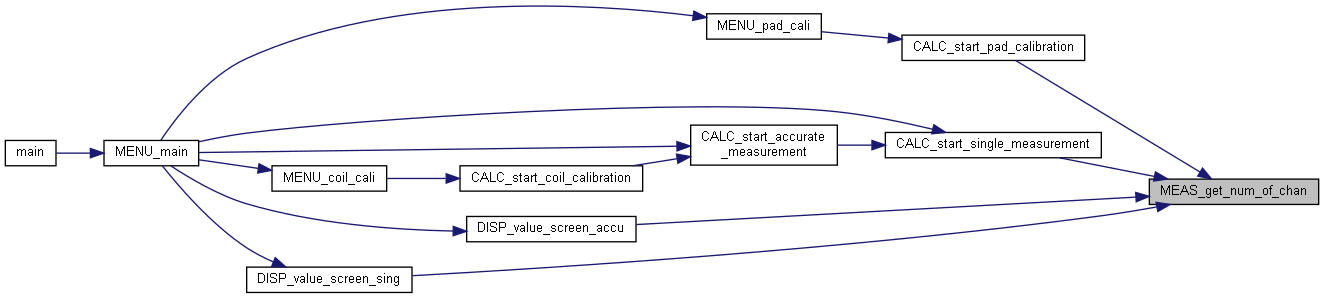 MENU_pad_cali
CALC_start_pad_calibration
main
MENU_main
CALC_start_accurate
_measurement
CALC_start_single_measurement
MENU_coil_cali
CALC_start_coil_calibration
MEAS_get_num_of_chan
DISP_value_screen_accu
DISP_value_screen_sing